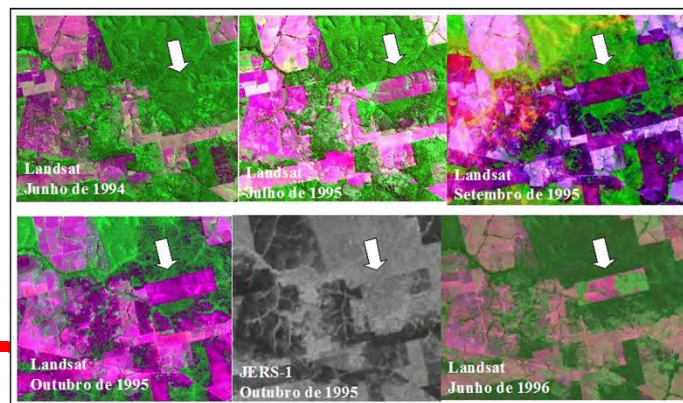 Landsat
Junho de 1994
Landsat
Julho de 1995
Landsat
Setembro de 1995
Landsat
Outubro de 1995
JERS-1
Outubro de 1995
Landsat
Junho de 1996